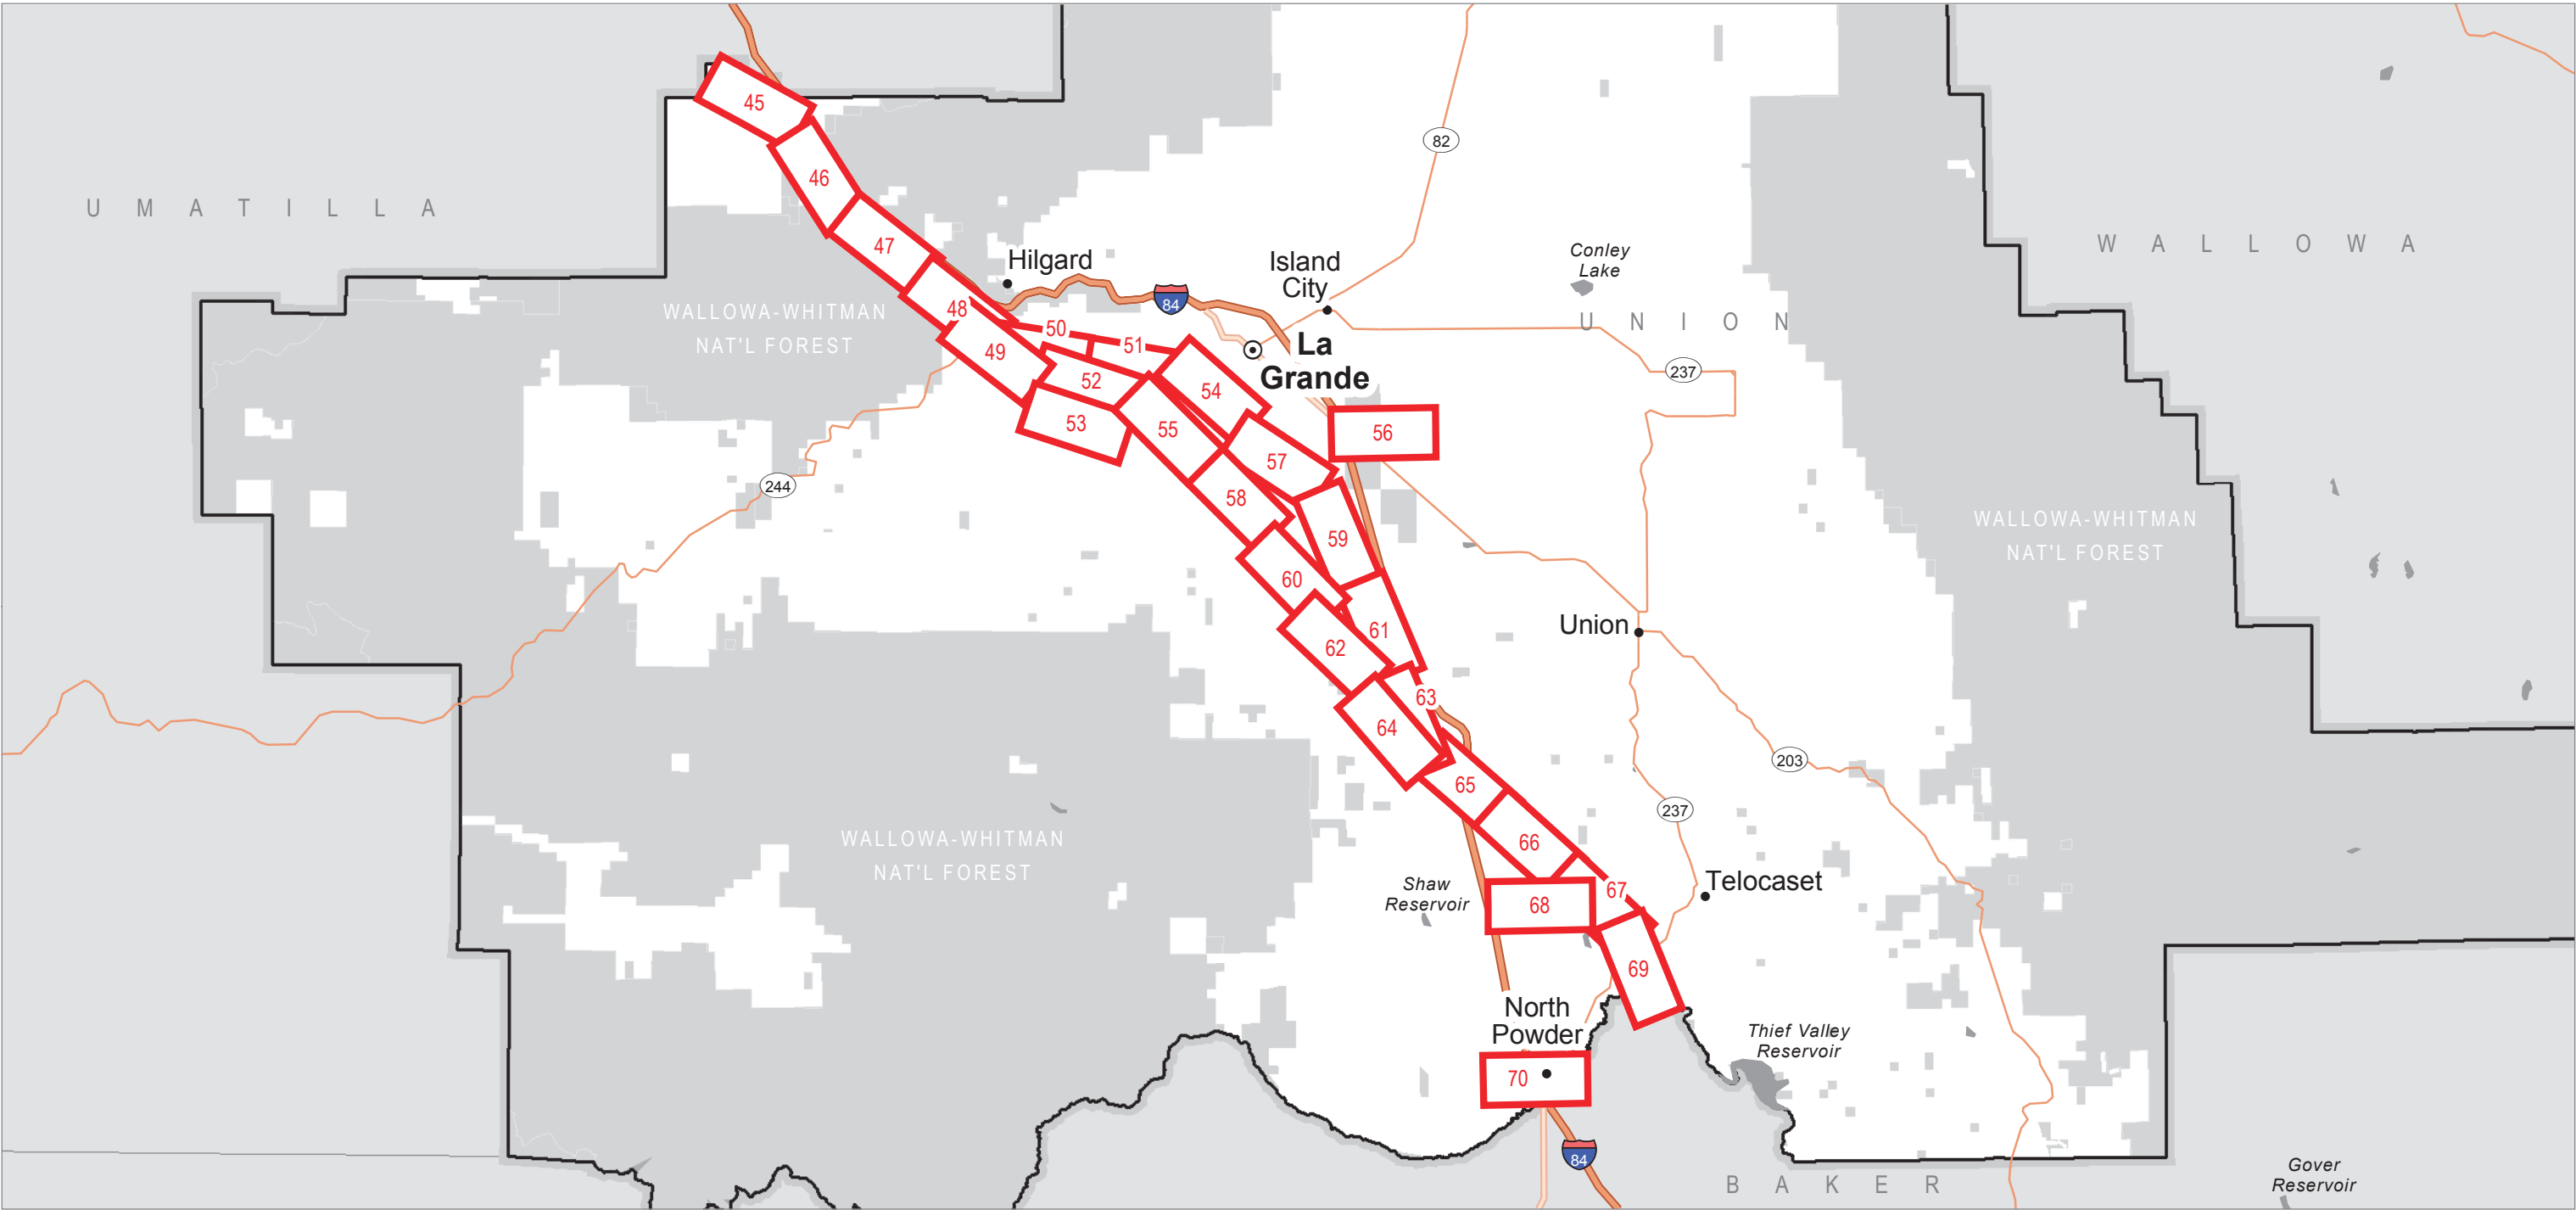 45
82
46
U M A T I L L A
W A L L O W A
47
Hilgard
Conley
Lake
Island
City
84
48
WALLOWA-WHITMAN
NAT'L FOREST
U N I O N
50
51
49
La
Grande
237
52
54
53
55
56
57
244
58
WALLOWA-WHITMAN
NAT'L FOREST
59
60
Union
61
62
63
64
203
65
237
66
WALLOWA-WHITMAN
NAT'L FOREST
Shaw
Reservoir
67
Telocaset
68
69
North
Powder
Thief Valley
Reservoir
70
84
B A K E R
Gover
Reservoir